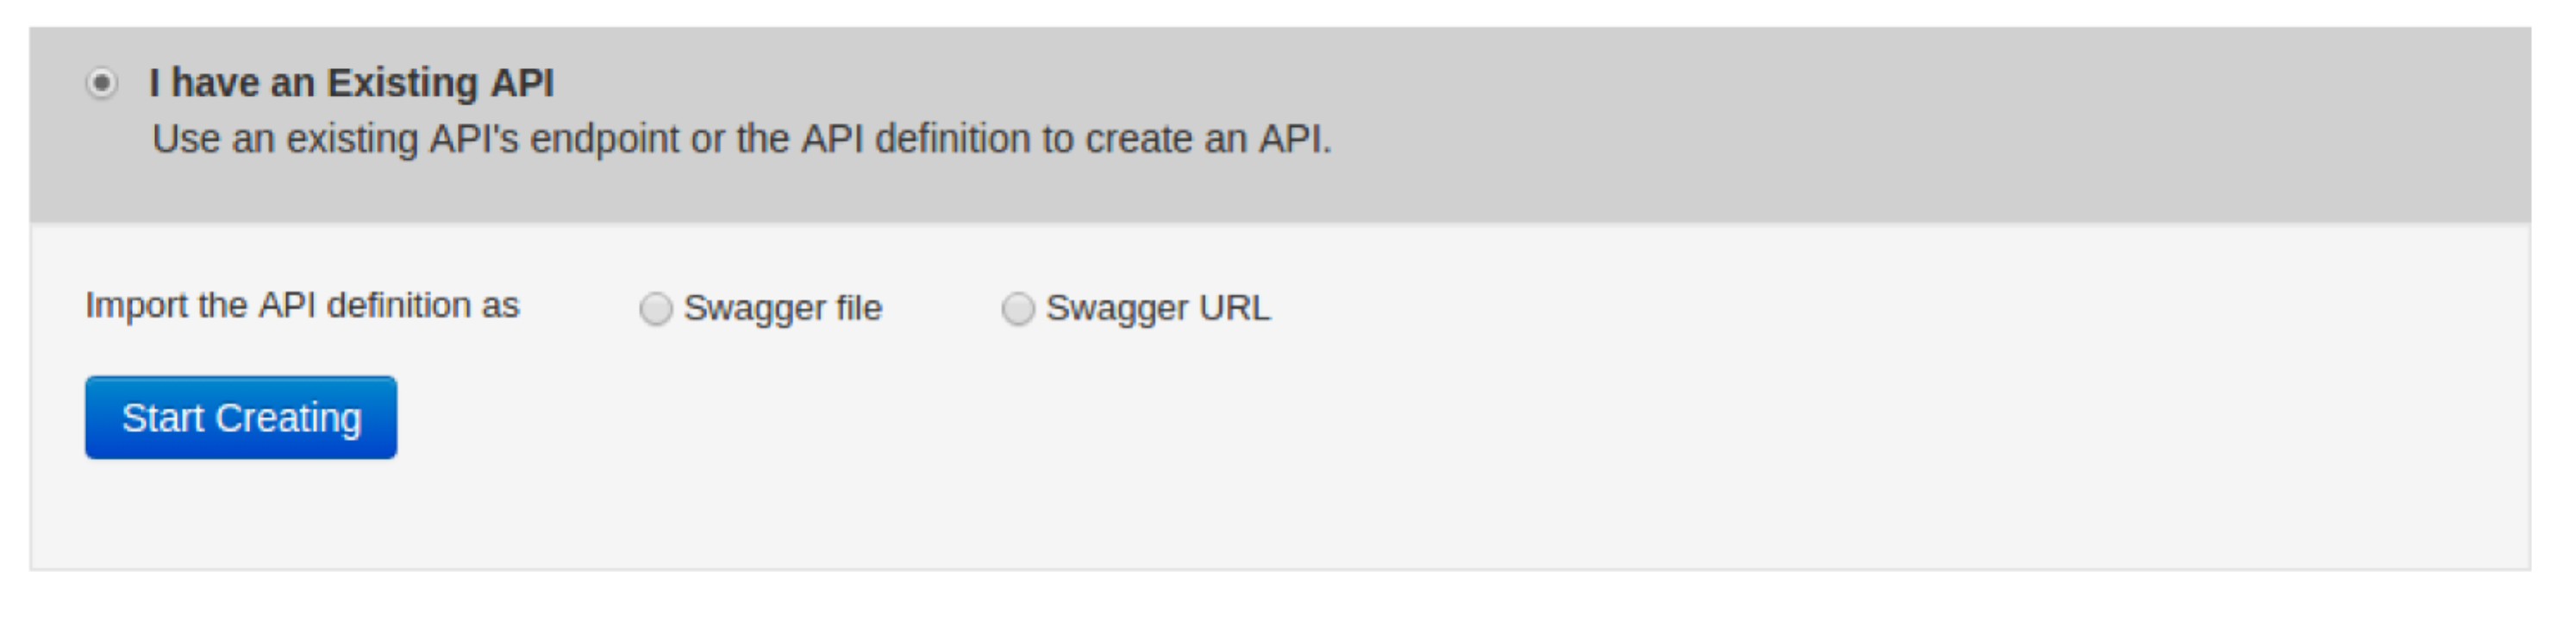 I have an Existing API
Use an existing API's endpoint or the API definition to create an API.
Import the API definition as Swagger file Swagger URL
Start Creating